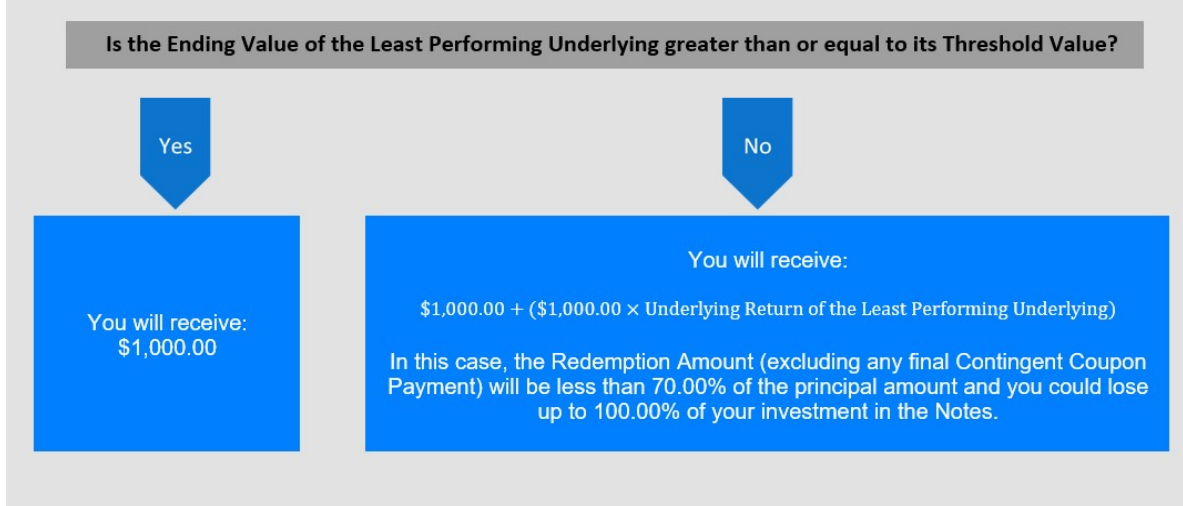 Is the Ending Value of the Least Performing Underlying greater than or equal to its Threshold Value?
Yes
No
You will receive:
$1,000.00
You will receive:
$1,000.00 + ($1,000.00 × Underlying Return of the Least Performing Underlying)
In this case, the Redemption Amount (excluding any final Contingent Coupon
Payment) will be less than 70.00% of the principal amount and you could lose
up to 100.00% of your investment in the Notes.